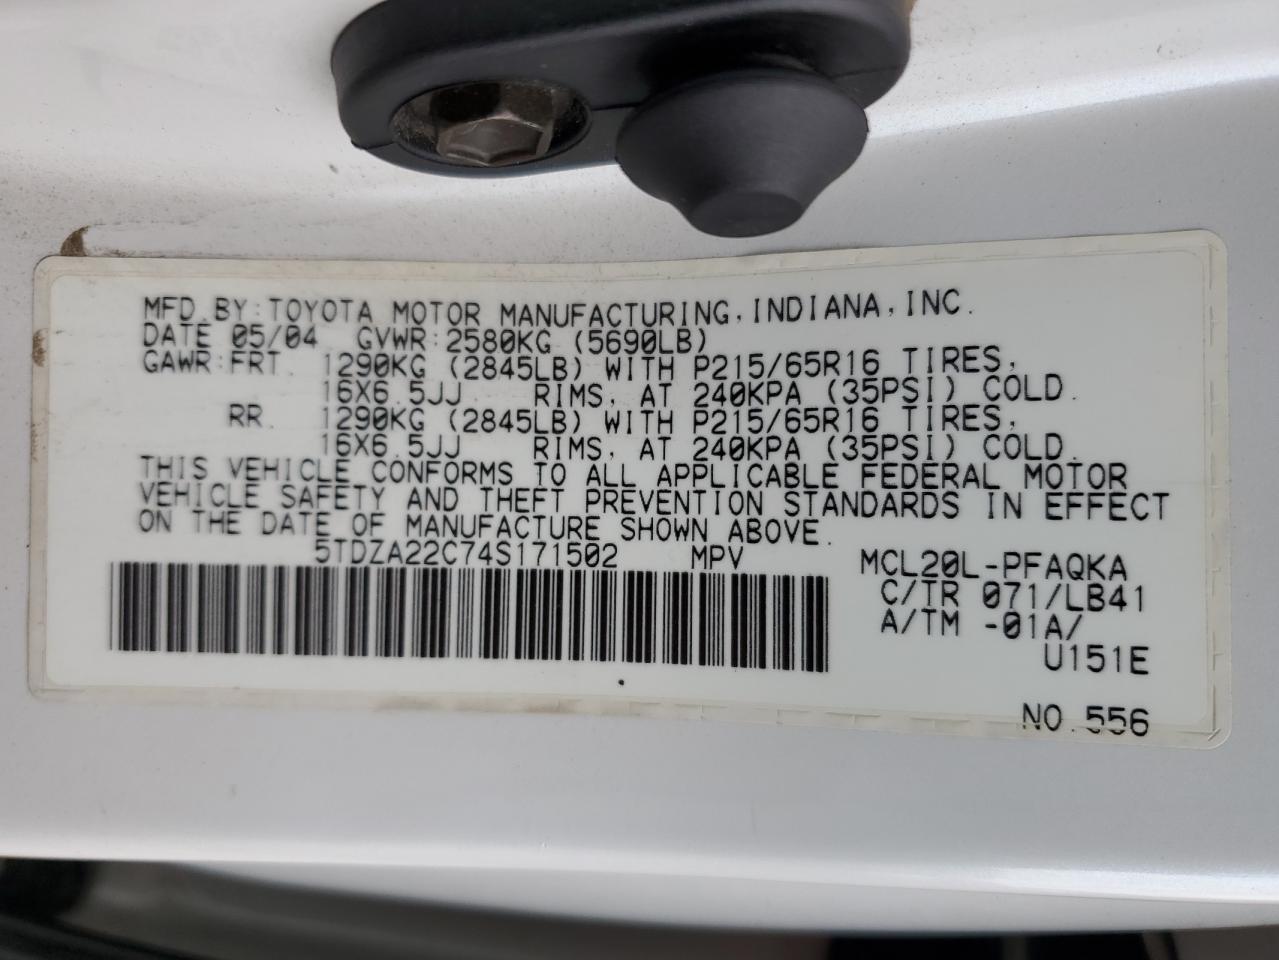 MFD.BY:TOYOTA MOTOR MANUFACTURING,INDIANA,INC.
DATE 05/04 GVWR:2580KG (5690LB)
GAWR:FRT. 1290KG (2845LB) WITH P215/65R16 TIRES,
16X6.5JJ RIMS, AT 240KPA (35PSI) COLD.
RR. 1290KG (2845LB) WITH P215/65R16 TIRES,
16X6.5JJ RIMS, AT 240KPA (35PSI) COLD.
THIS VEHICLE CONFORMS TO ALL APPLICABLE FEDERAL MOTOR
VEHICLE SAFETY AND THEFT PREVENTION STANDARDS IN EFFECT
ON THE DATE OF MANUFACTURE SHOWN ABOVE.
5TDZA22C74S171502 MPV MCL20L-PFAQKA
C/TR 071/LB41
A/TM -01A/
U151E
NO.556